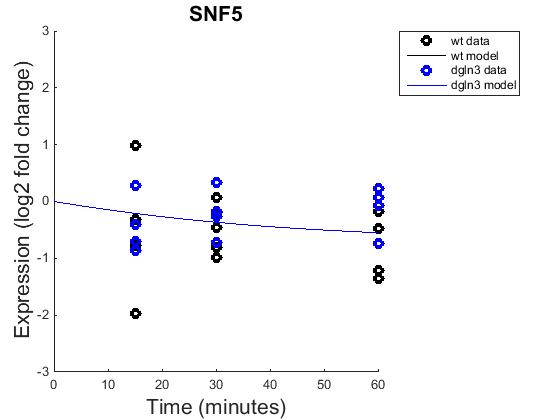 SNF5
Expression (log2 fold change)
3
2
1
0
-1
-2
-3
0 10 20 30 40 50 60
Time (minutes)
wt data
wt model
dgln3 data
dgln3 model